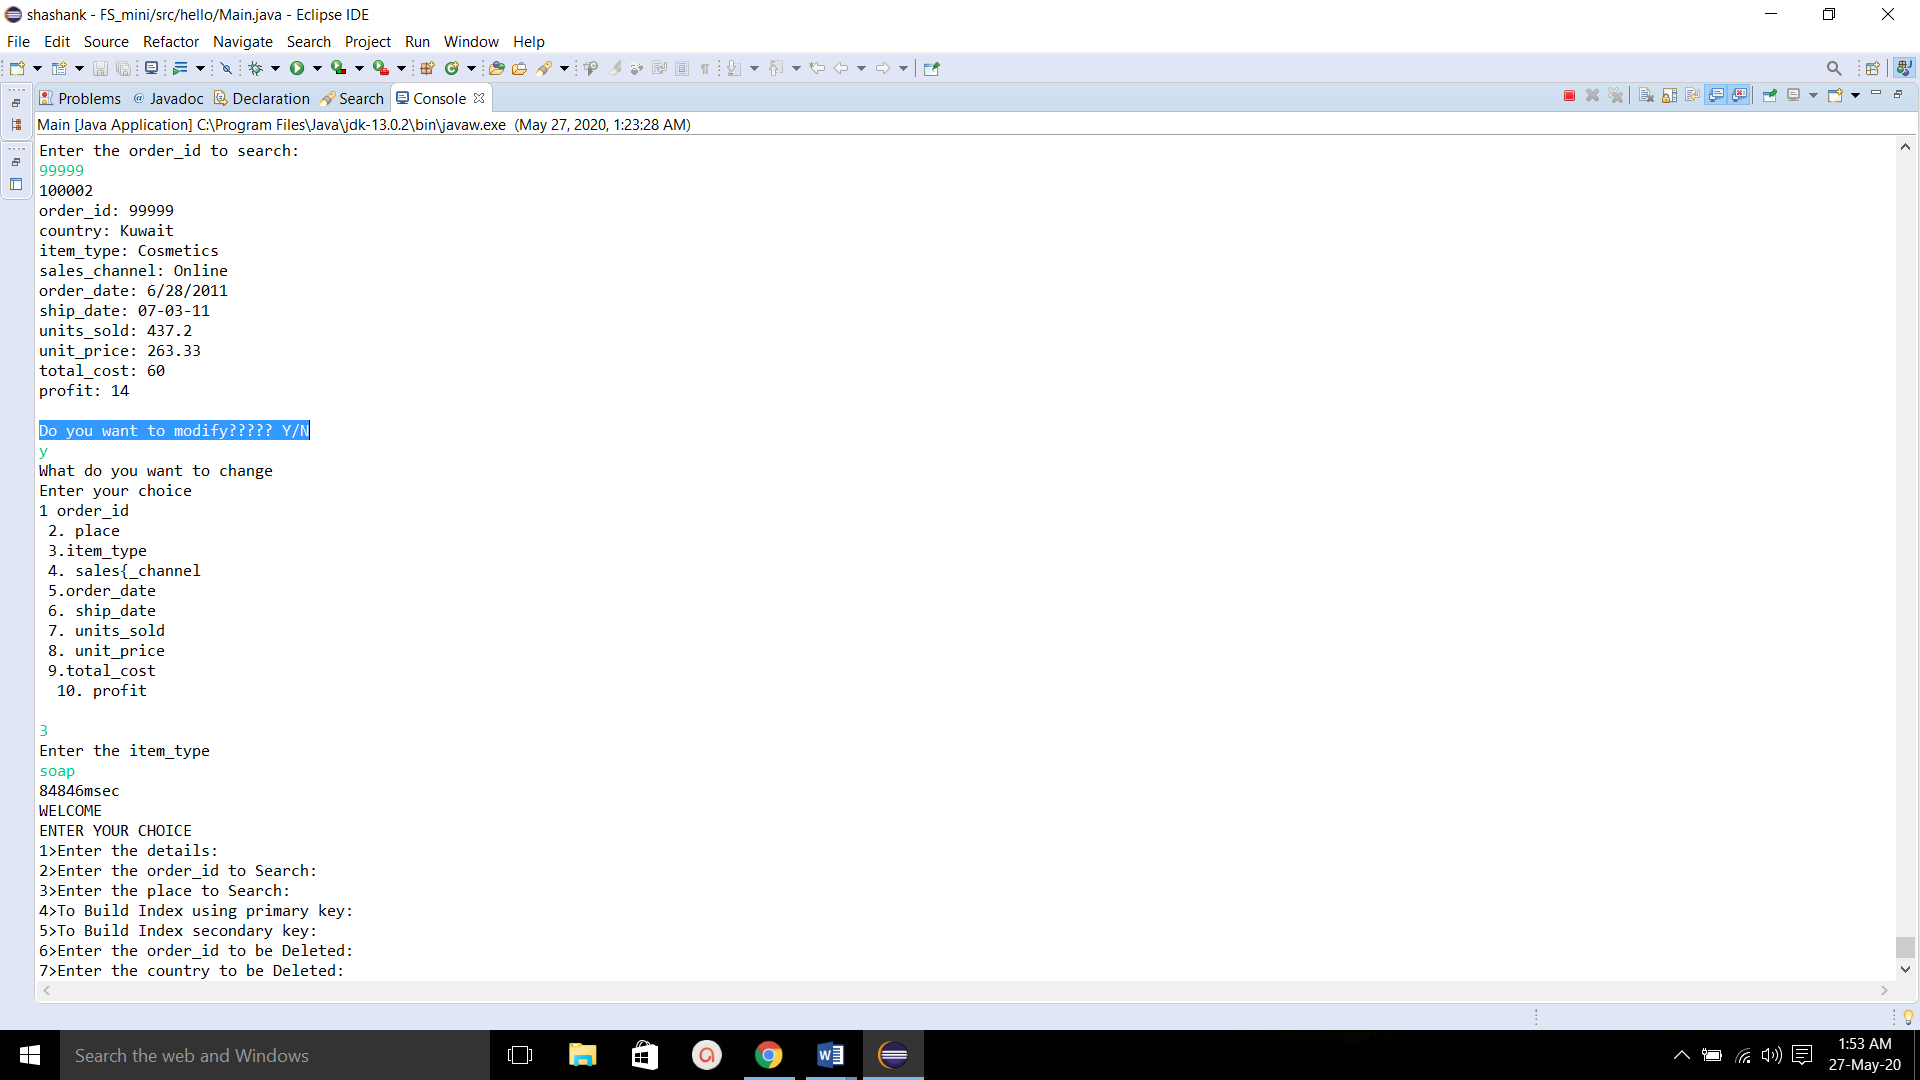 shashank - FS_mini/src/hello/Main.java - Eclipse IDE
File Edit Source Refactor Navigate Search Project Run Window Help
Problems @ Javadoc Declaration Search Console
Main [Java Application] C:\Program Files\Java\jdk-13.0.2\bin\javaw.exe (May 27, 2020, 1:23:28 AM)
Enter the order_id to search:
99999
100002
order_id: 99999
country: Kuwait
item_type: Cosmetics
sales_channel: Online
order_date: 6/28/2011
ship_date: 07-03-11
units_sold: 437.2
unit_price: 263.33
total_cost: 60
profit: 14
Do you want to modify????? Y/N
y
What do you want to change
Enter your choice
1 order_id
2. place
3.item_type
4. sales{_channel
5.order_date
6. ship_date
7. units_sold
8. unit_price
9.total_cost
10. profit
3
Enter the item_type
soap
84846msec
WELCOME
ENTER YOUR CHOICE
1>Enter the details:
2>Enter the order_id to Search:
3>Enter the place to Search:
4>To Build Index using primary key:
5>To Build Index secondary key:
6>Enter the order_id to be Deleted:
7>Enter the country to be Deleted:
Search the web and Windows
1:53 AM
27-May-20